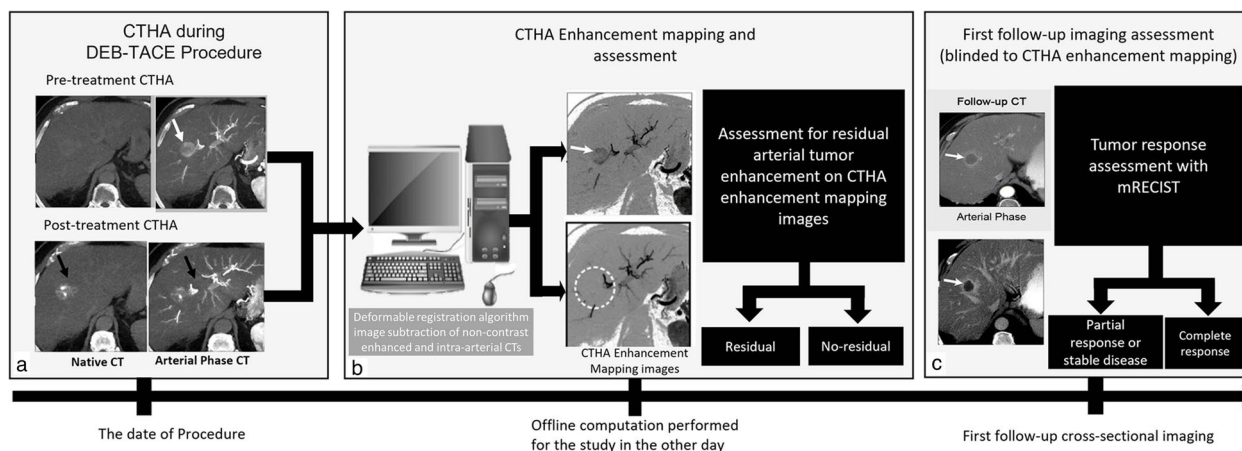 CTHA during
DEB-TACE Procedure
Pre-treatment CTHA
Post-treatment CTHA
Native CT
Arterial Phase CT
a
CTHA Enhancement mapping and
assessment
Deformable registration algorithm
image subtraction of non-contrast
enhanced and intra-arterial CTs
CTHA Enhancement
Mapping images
Assessment for residual
arterial tumor
enhancement on CTHA
enhancement mapping
images
Residual
No-residual
b
First follow-up imaging assessment
(blinded to CTHA enhancement mapping)
Follow-up CT
Arterial Phase
Tumor response
assessment with
mRECIST
Partial
response or
stable disease
Complete
response
c
The date of Procedure
Offline computation performed
for the study in the other day
First follow-up cross-sectional imaging